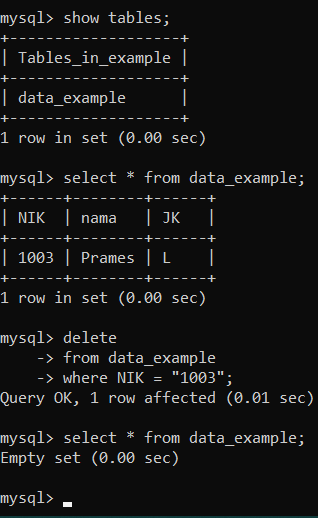 mysql> show tables;
+-------------------+
| Tables_in_example |
+-------------------+
| data_example      |
+-------------------+
1 row in set (0.00 sec)

mysql> select * from data_example;
+------+--------+------+
| NIK  | nama   | JK   |
+------+--------+------+
| 1003 | Prames | L    |
+------+--------+------+
1 row in set (0.00 sec)

mysql> delete
    -> from data_example
    -> where NIK = "1003";
Query OK, 1 row affected (0.01 sec)

mysql> select * from data_example;
Empty set (0.00 sec)

mysql>